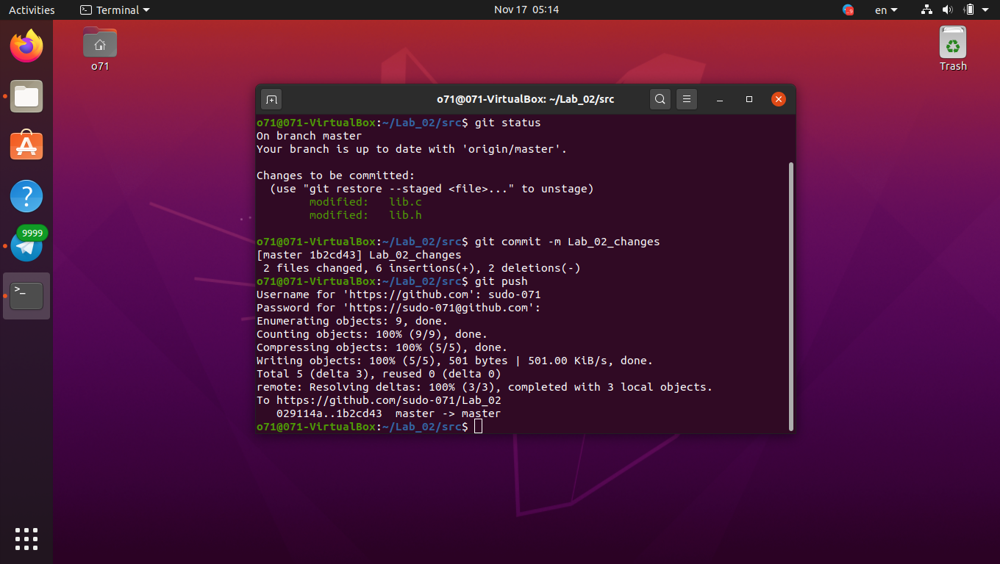 Activities
Terminal
Nov 17 05:14
en
o71
Trash
9999
o71@071-VirtualBox: ~/Lab_02/src
o71@071-VirtualBox:~/Lab_02/src$ git status
On branch master
Your branch is up to date with 'origin/master'.
Changes to be committed:
(use "git restore --staged <file>..." to unstage)
modified: lib.c
modified: lib.h
o71@071-VirtualBox:~/Lab_02/src$ git commit -m Lab_02_changes
[master 1b2cd43] Lab_02_changes
2 files changed, 6 insertions(+), 2 deletions(-)
o71@071-VirtualBox:~/Lab_02/src$ git push
Username for 'https://github.com': sudo-071
Password for 'https://sudo-071@github.com':
Enumerating objects: 9, done.
Counting objects: 100% (9/9), done.
Compressing objects: 100% (5/5), done.
Writing objects: 100% (5/5), 501 bytes | 501.00 KiB/s, done.
Total 5 (delta 3), reused 0 (delta 0)
remote: Resolving deltas: 100% (3/3), completed with 3 local objects.
To https://github.com/sudo-071/Lab_02
029114a..1b2cd43 master -> master
o71@071-VirtualBox:~/Lab_02/src$